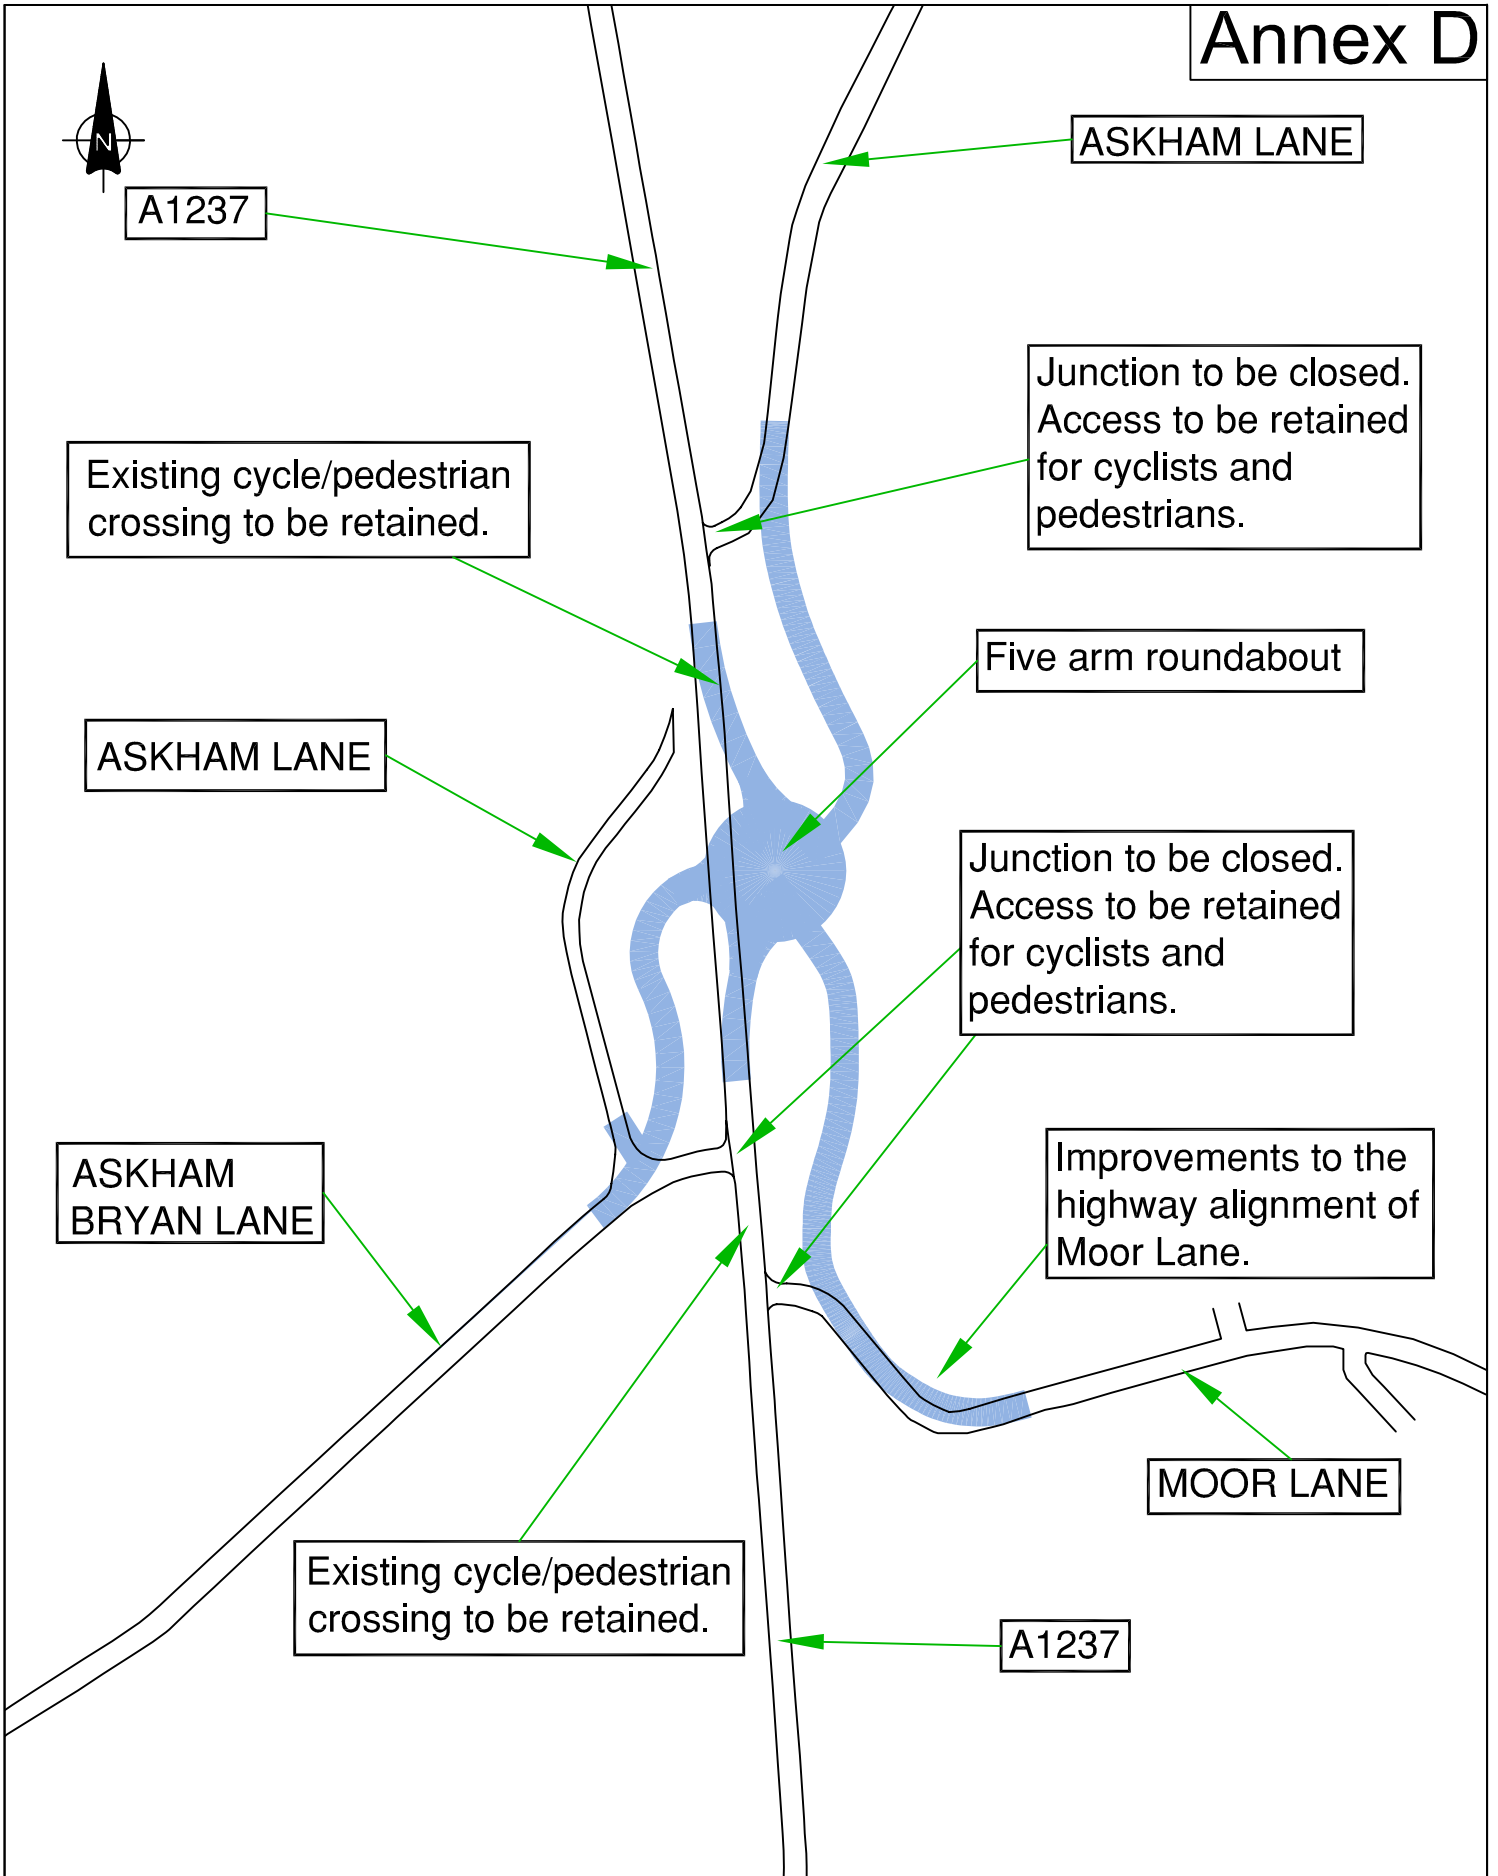 Annex D
N
ASKHAM LANE
A1237
Junction to be closed.
Access to be retained
for cyclists and
pedestrians.
Existing cycle/pedestrian
crossing to be retained.
Five arm roundabout
ASKHAM LANE
Junction to be closed.
Access to be retained
for cyclists and
pedestrians.
ASKHAM
BRYAN LANE
Improvements to the
highway alignment of
Moor Lane.
MOOR LANE
Existing cycle/pedestrian
crossing to be retained.
A1237